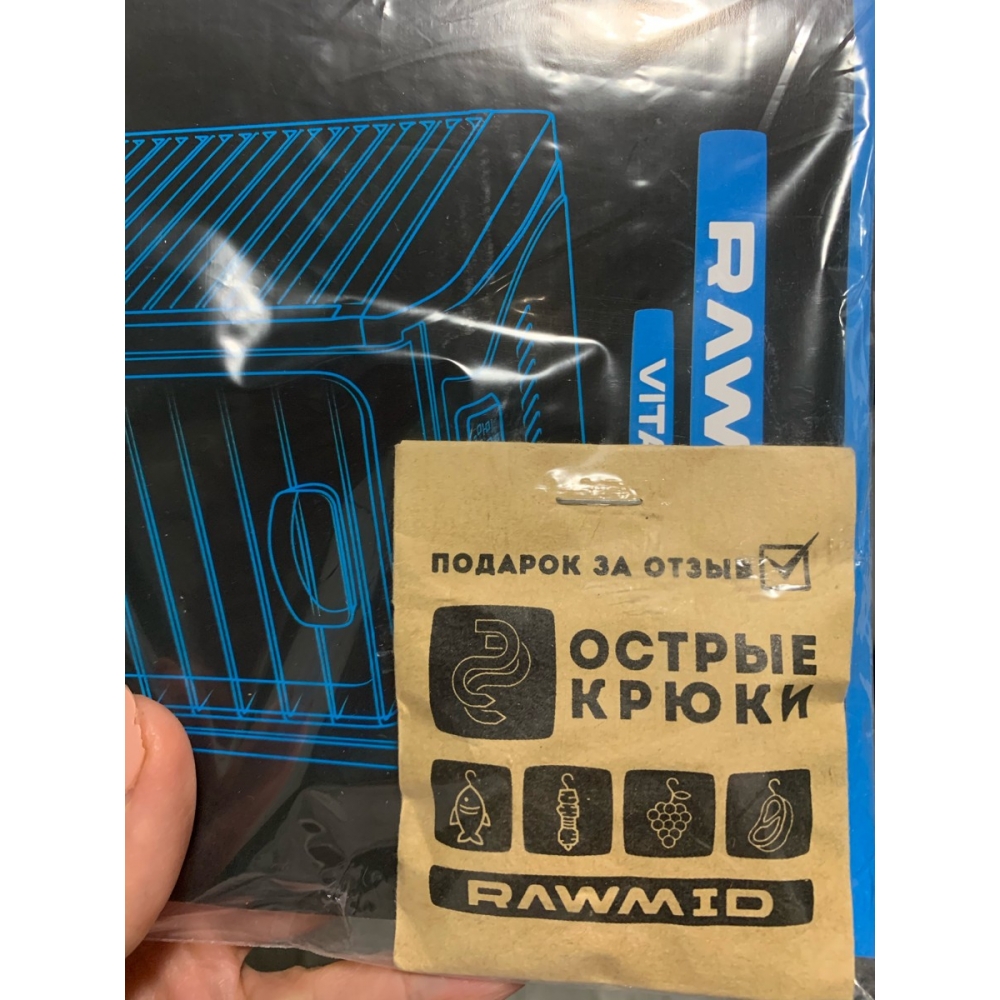 RAWM
VITA
ПОДАРОК ЗА ОТЗЫВ
ОСТРЫЕ
КРЮКИ
RAWMID